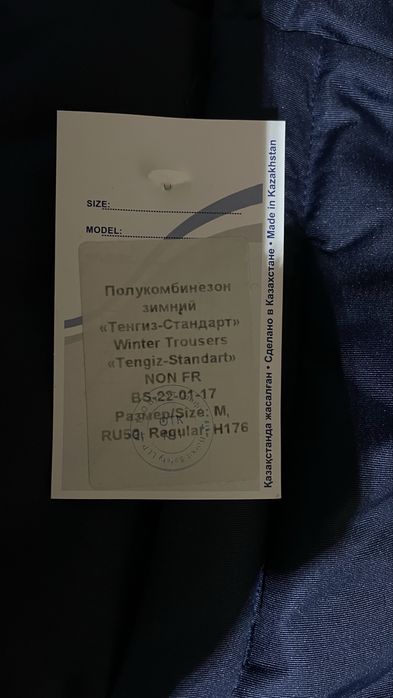 SIZE:
MODEL:
Полукомбинезон
зимний
«Тенгиз-Стандарт»
Winter Trousers
«Tengiz-Standart»
NON FR
BS-22-01-17
Размер/Size: M,
RU50, Regular, H176
Қазақстанда жасалған • Сделано в Казахстане • Made in Kazakhstan